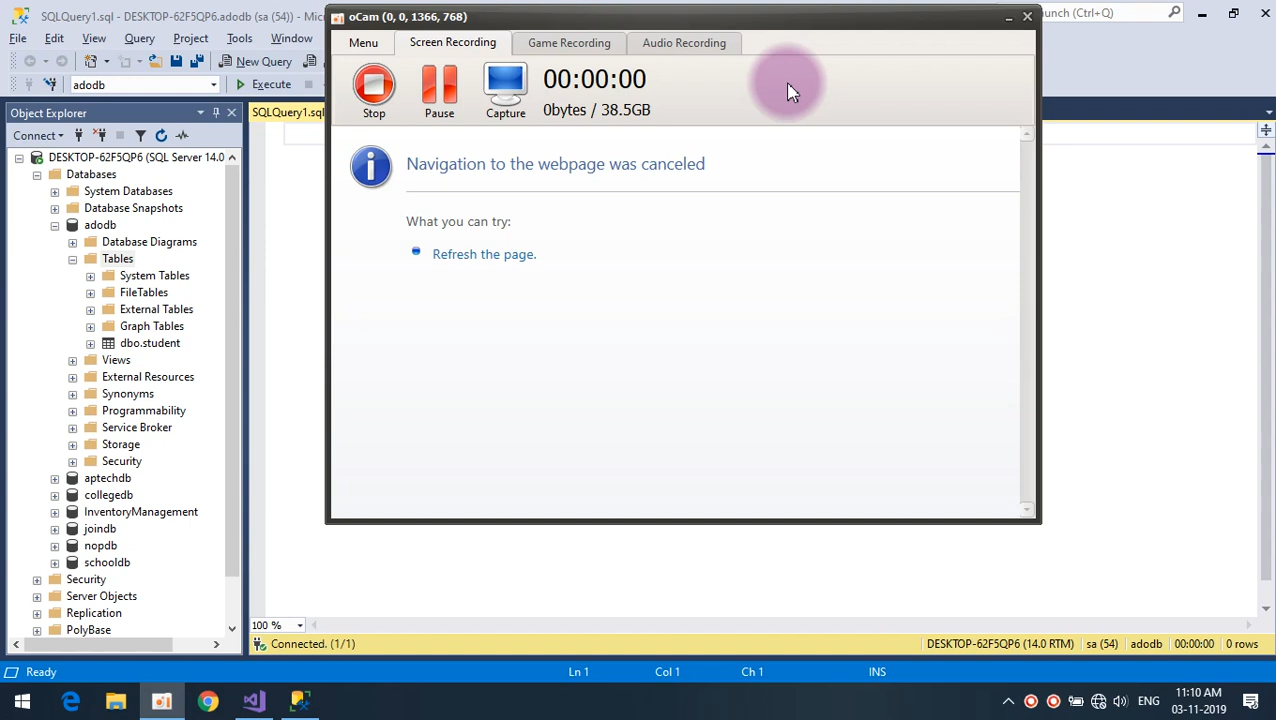 SQLQuery1.sql - DESKTOP-62F5QP6.adodb (sa (54)) - Mi
oCam (0, 0, 1366, 768)
unch (Ctrl+Q)
File
Edit
View
Query
Project
Tools
Window
Menu
Screen Recording
Game Recording
Audio Recording
New Query
adodb
Execute
Stop
Pause
Capture
00:00:00
0bytes / 38.5GB
Object Explorer
SQLQuery1.sql
Connect
DESKTOP-62F5QP6 (SQL Server 14.0
Databases
System Databases
Database Snapshots
adodb
Database Diagrams
Tables
System Tables
FileTables
External Tables
Graph Tables
dbo.student
Views
External Resources
Synonyms
Programmability
Service Broker
Storage
Security
aptechdb
collegedb
InventoryManagement
joindb
nopdb
schooldb
Security
Server Objects
Replication
PolyBase
Navigation to the webpage was canceled
What you can try:
Refresh the page.
100 %
Connected. (1/1)
DESKTOP-62F5QP6 (14.0 RTM)
sa (54)
adodb
00:00:00
0 rows
Ready
Ln 1
Col 1
Ch 1
INS
ENG
11:10 AM
03-11-2019